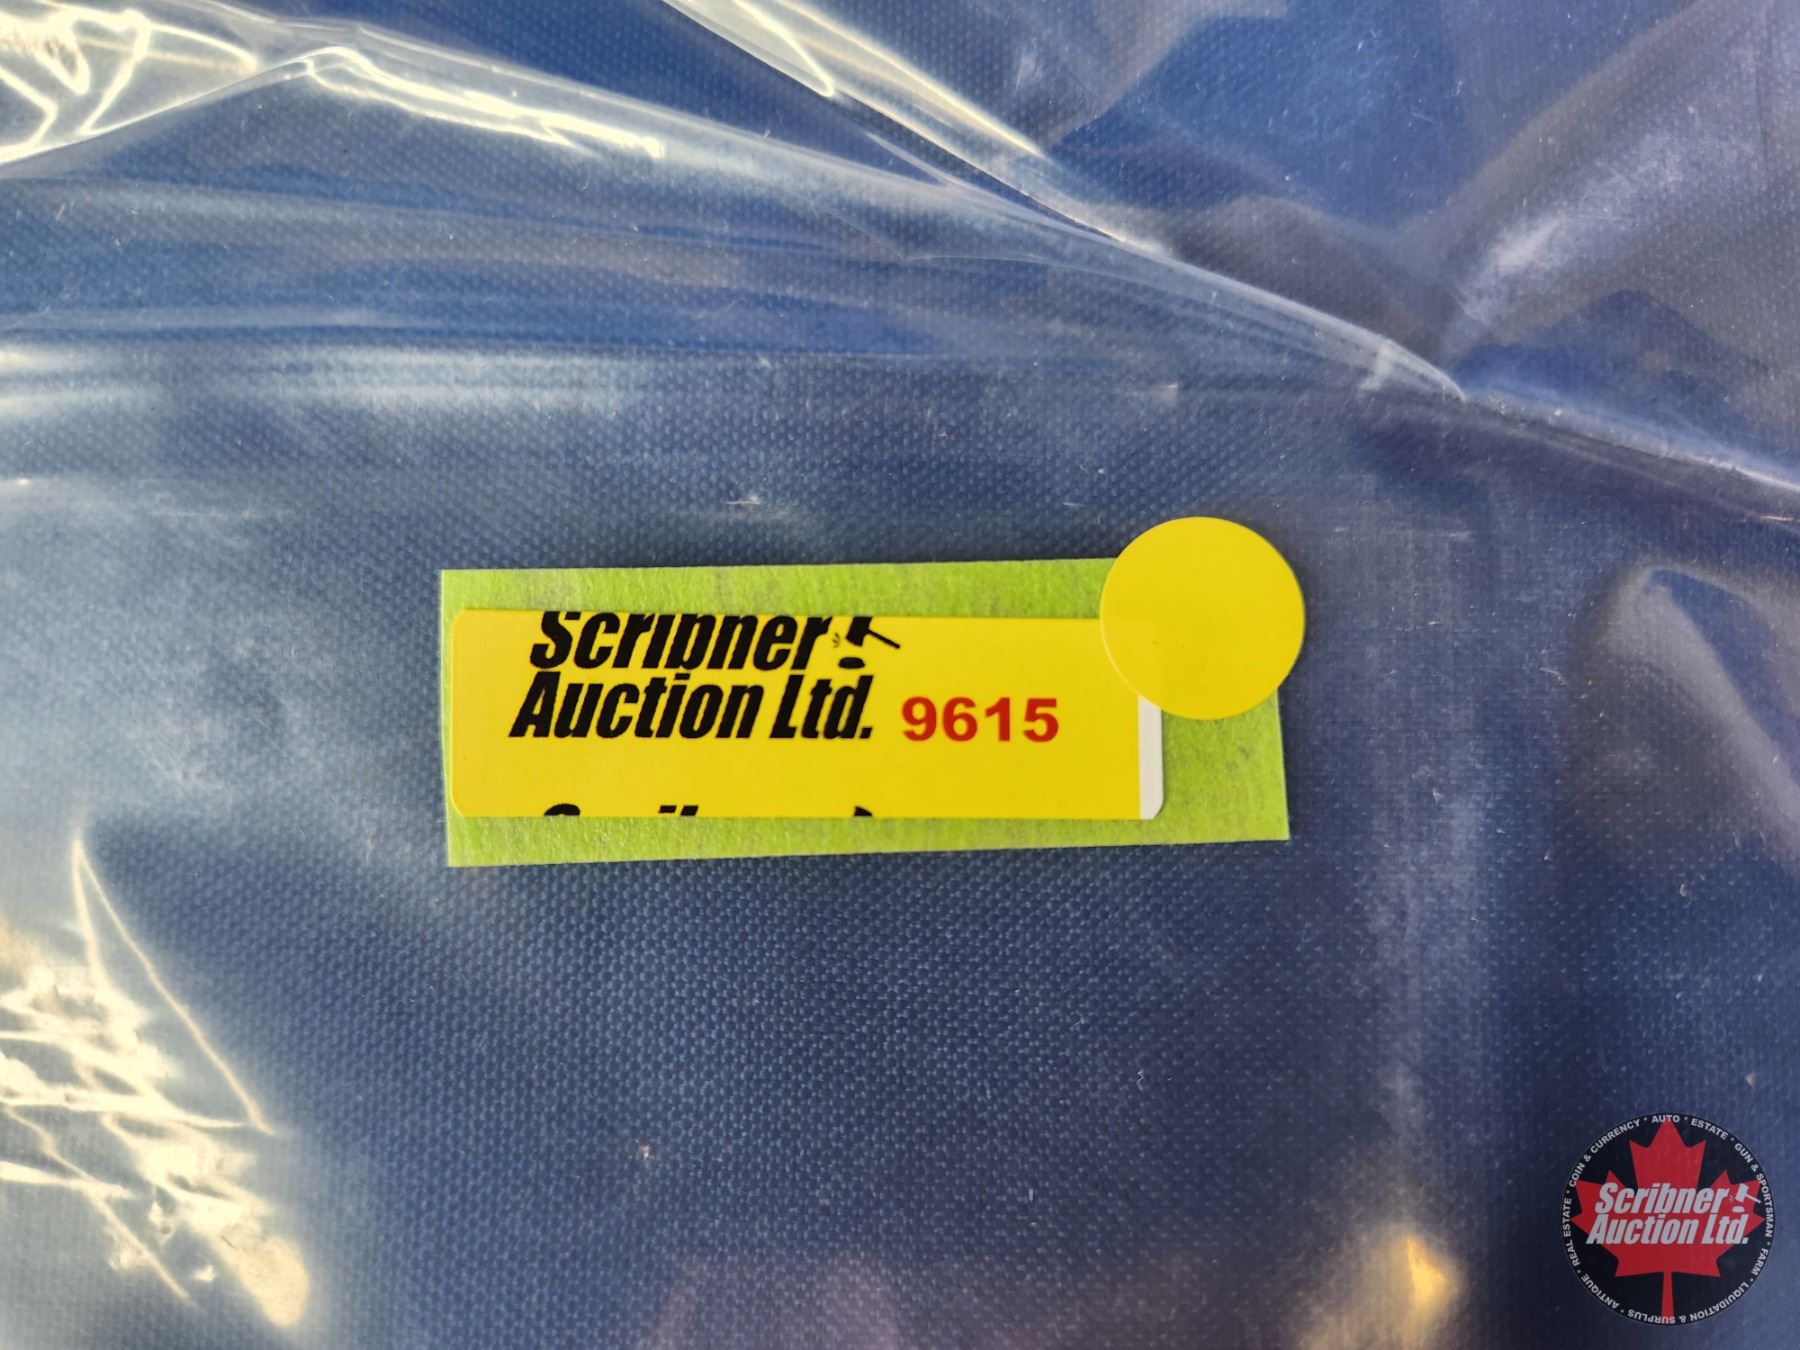 Scribner
Auction Ltd. 9615
COIN & CURRENCY * AUTO * ESTATE * GUN & SPORTSMAN * FARM * LIQUIDATION & SURPLUS * ANTIQUE * REAL ESTATE *
Scribner
Auction Ltd.